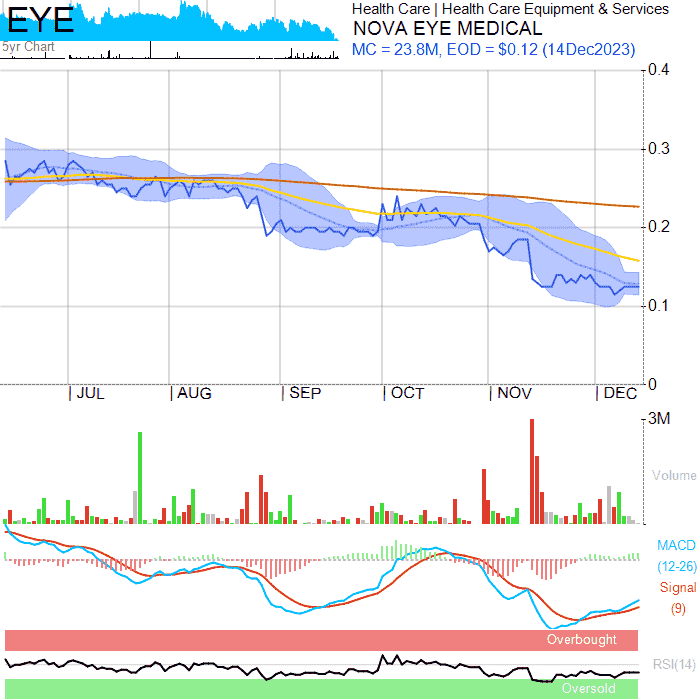 EYE
5yr Chart
Health Care | Health Care Equipment & Services
NOVA EYE MEDICAL
MC = 23.8M, EOD = $0.12 (14Dec2023)
0.4
0.3
0.2
0.1
0
| JUL | AUG | SEP | OCT | NOV | DEC
3M
Volume
MACD
(12-26)
Signal
(9)
Overbought
RSI(14)
Oversold